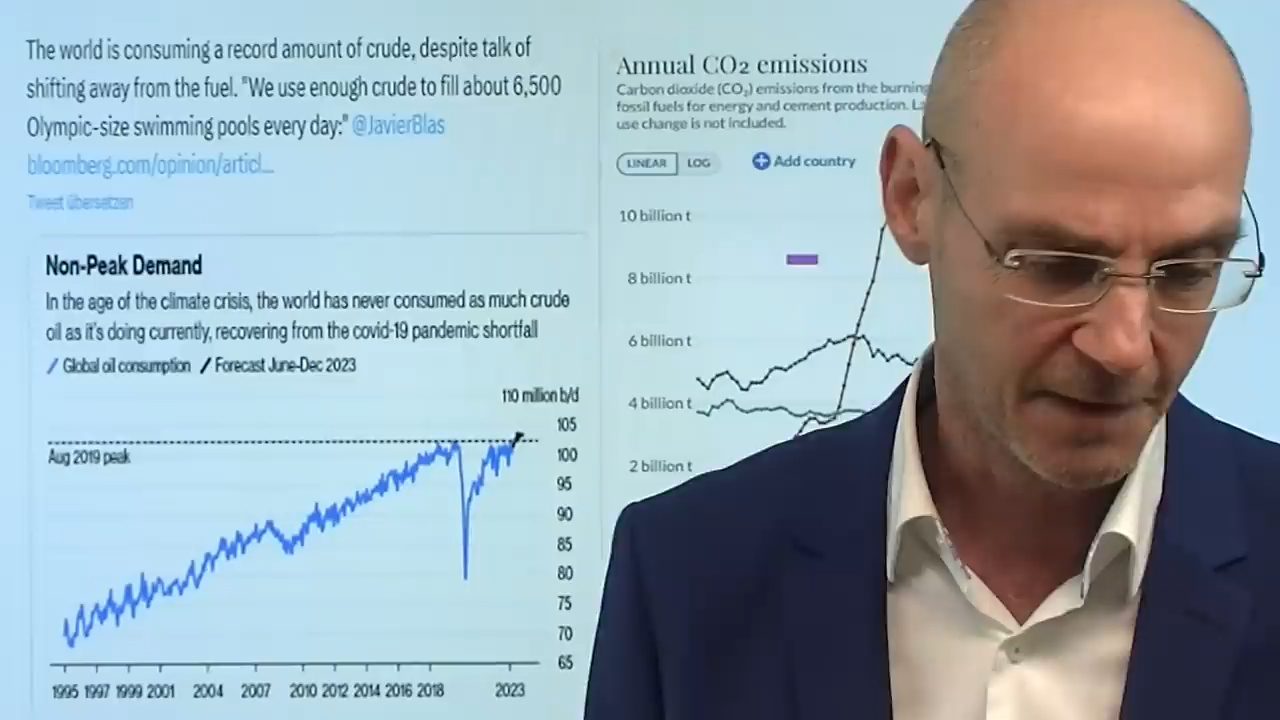 The world is consuming a record amount of crude, despite talk of
shifting away from the fuel. "We use enough crude to fill about 6,500
Olympic-size swimming pools every day:" @JavierBlas
bloomberg.com/opinion/articl...
Tweet übersetzen
Non-Peak Demand
In the age of the climate crisis, the world has never consumed as much crude
oil as it's doing currently, recovering from the covid-19 pandemic shortfall
Global oil consumption Forecast June-Dec 2023
110 million b/d
105
Aug 2019 peak
100
95
90
85
80
75
70
65
1995 1997 1999 2001 2004 2007 2010 2012 2014 2016 2018 2023
Annual CO₂ emissions
Carbon dioxide (CO₂) emissions from the burning
fossil fuels for energy and cement production.
use change is not included.
LINEAR LOG
Add country
10 billion t
8 billion t
6 billion t
4 billion t
2 billion t